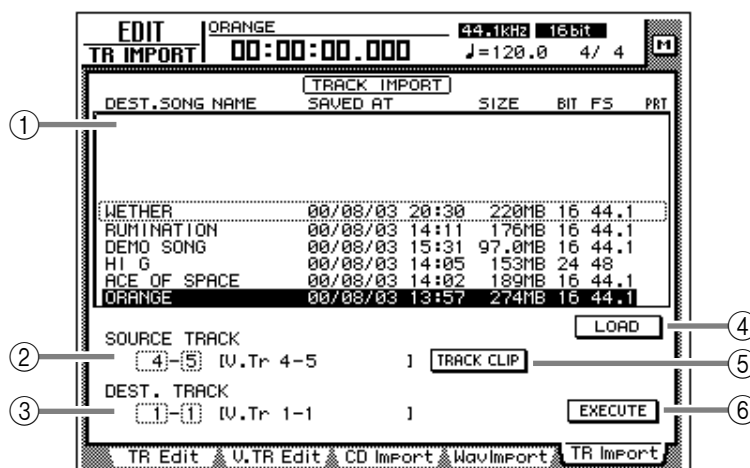 EDIT
TR IMPORT
ORANGE
00:00:00.000
44.1kHz 16bit
♩=120.0 4/ 4
M
TRACK IMPORT
DEST.SONG NAME SAVED AT SIZE BIT FS PRT
WETHER 00/08/03 20:30 220MB 16 44.1
RUMINATION 00/08/03 14:11 176MB 16 44.1
DEMO SONG 00/08/03 15:31 97.0MB 16 44.1
HI G 00/08/03 14:05 153MB 24 48
ACE OF SPACE 00/08/03 14:02 189MB 16 44.1
ORANGE 00/08/03 13:57 274MB 16 44.1
LOAD
SOURCE TRACK
4-5 [V.Tr 4-5 ] TRACK CLIP
DEST. TRACK
1-1 [V.Tr 1-1 ] EXECUTE
TR Edit V.TR Edit CD Import WavImport TR Import
①
②
③
④
⑤
⑥